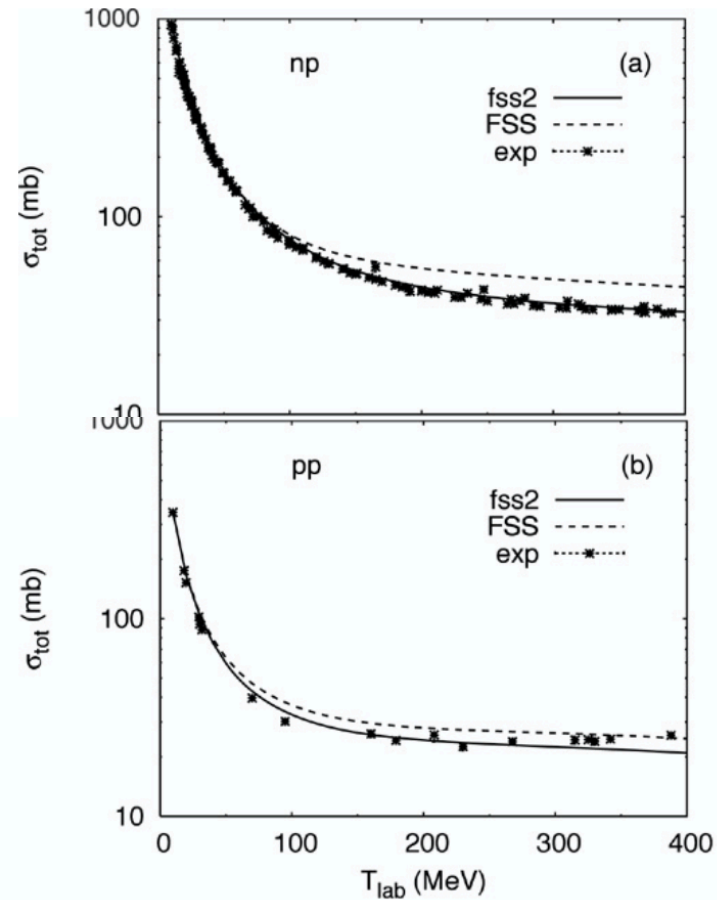 1000
np
(a)
fss2
FSS
exp
100
σtot (mb)
10
1000
pp
(b)
fss2
FSS
exp
100
σtot (mb)
10
0 100 200 300 400
Tlab (MeV)